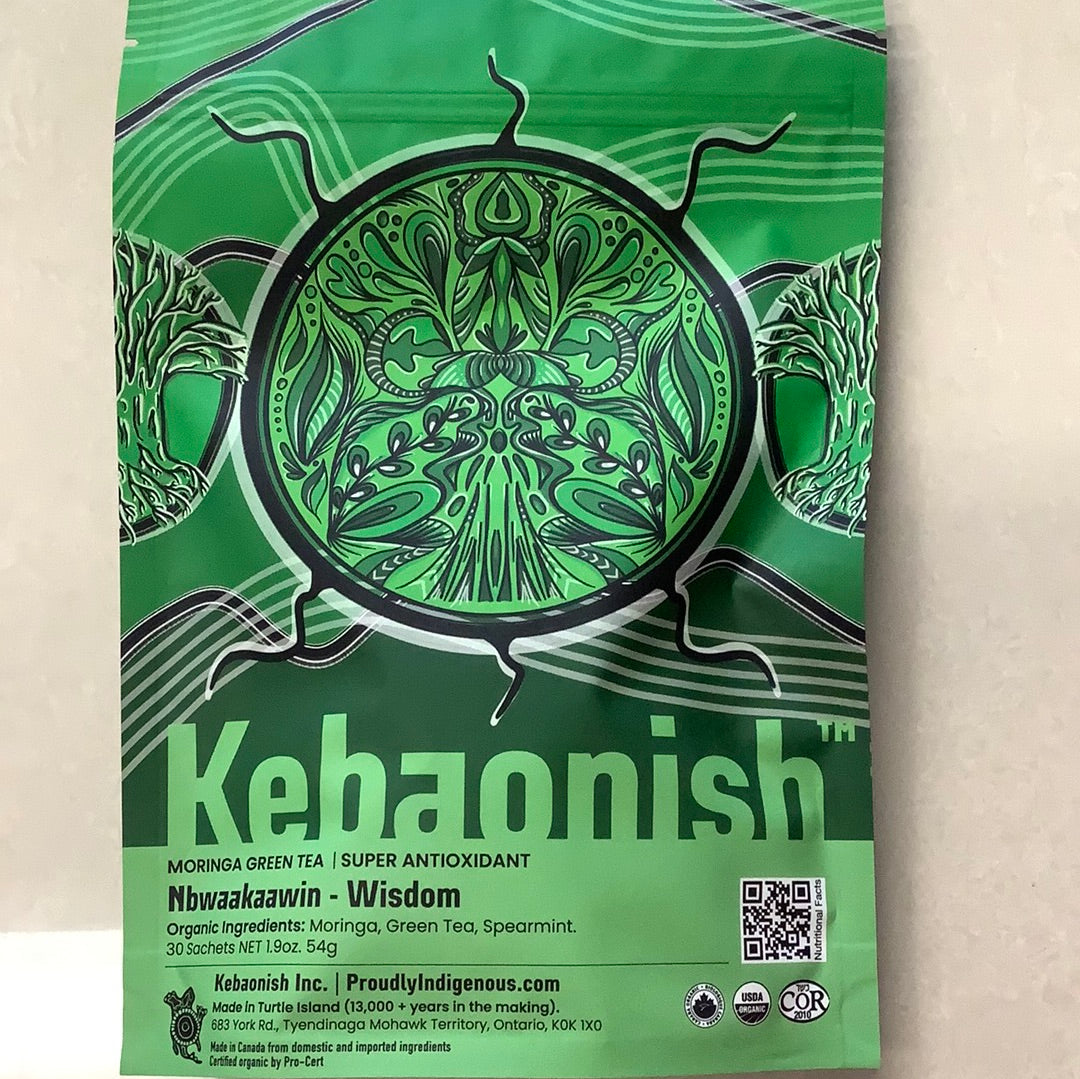 Kebaonish™
MORINGA GREEN TEA | SUPER ANTIOXIDANT
Nbwaakaawin - Wisdom
Organic Ingredients: Moringa, Green Tea, Spearmint.
30 Sachets NET 1.9oz. 54g
Nutritional Facts
Kebaonish Inc. | ProudlyIndigenous.com
Made in Turtle Island (13,000 + years in the making).
683 York Rd., Tyendinaga Mohawk Territory, Ontario, K0K 1X0
Made in Canada from domestic and imported ingredients
Certified organic by Pro-Cert
USDA
ORGANIC
כשר
COR
2010